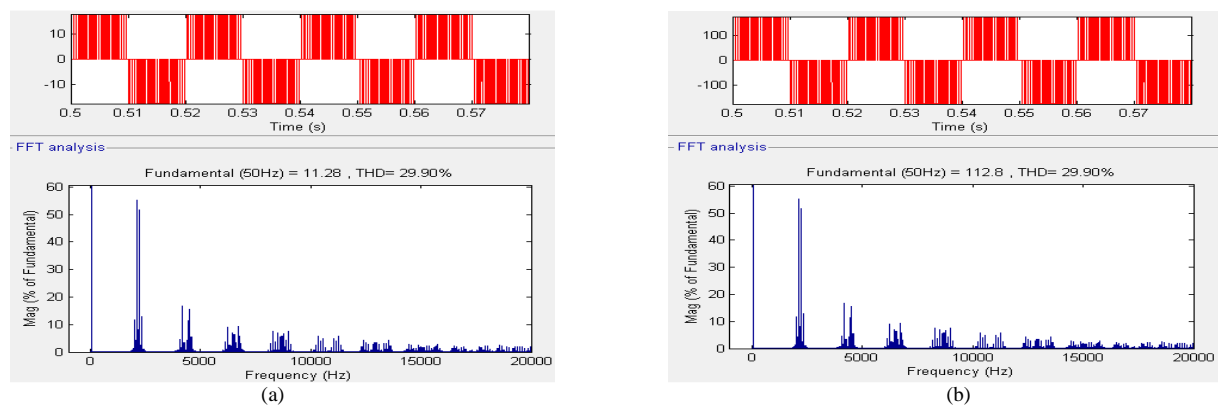 10
0
-10
0.5 0.51 0.52 0.53 0.54 0.55 0.56 0.57
Time (s)
FFT analysis
Fundamental (50Hz) = 11.28 , THD= 29.90%
60
50
40
30
20
10
0
Mag (% of Fundamental)
0 5000 10000 15000 20000
Frequency (Hz)
(a)
100
0
-100
0.5 0.51 0.52 0.53 0.54 0.55 0.56 0.57
Time (s)
FFT analysis
Fundamental (50Hz) = 112.8 , THD= 29.90%
60
50
40
30
20
10
0
Mag (% of Fundamental)
0 5000 10000 15000 20000
Frequency (Hz)
(b)